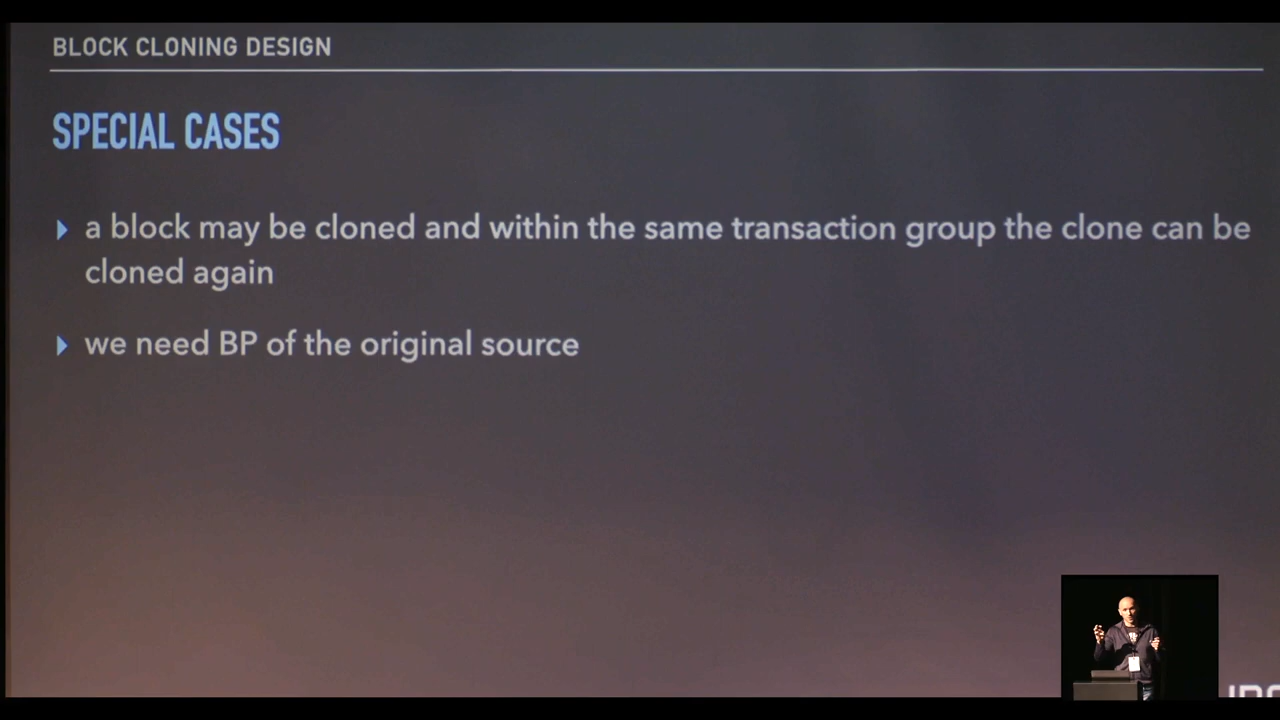 BLOCK CLONING DESIGN
SPECIAL CASES
a block may be cloned and within the same transaction group the clone can be
cloned again
we need BP of the original source